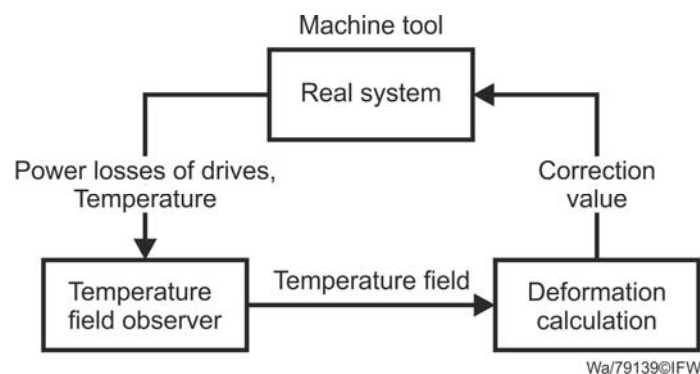 Machine tool
Real system
Power losses of drives,
Temperature
Correction
value
Temperature
field observer
Temperature field
Deformation
calculation
Wa/79139©IFW